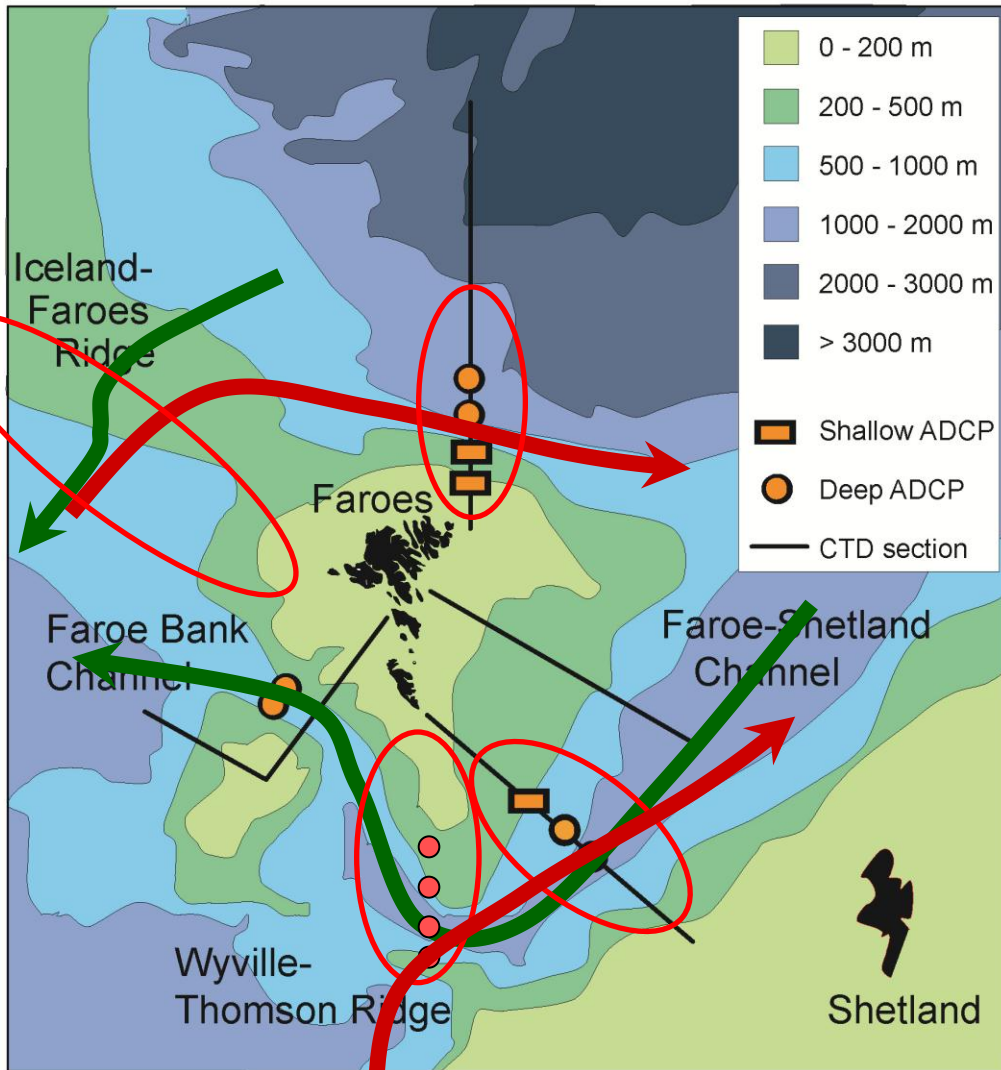 0 - 200 m
200 - 500 m
500 - 1000 m
1000 - 2000 m
2000 - 3000 m
> 3000 m
Shallow ADCP
Deep ADCP
CTD section
Iceland-
Faroes
Ridge
Faroes
Faroe Bank
Channel
Faroe-Shetland
Channel
Wyville-
Thomson Ridge
Shetland